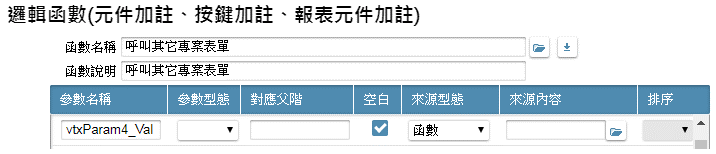 邏輯函數(元件加註、按鍵加註、報表元件加註)
函數名稱 呼叫其它專案表單
函數說明 呼叫其它專案表單
參數名稱 參數型態 對應父階 空白 來源型態 來源內容 排序
vtxParam4_Val 函數